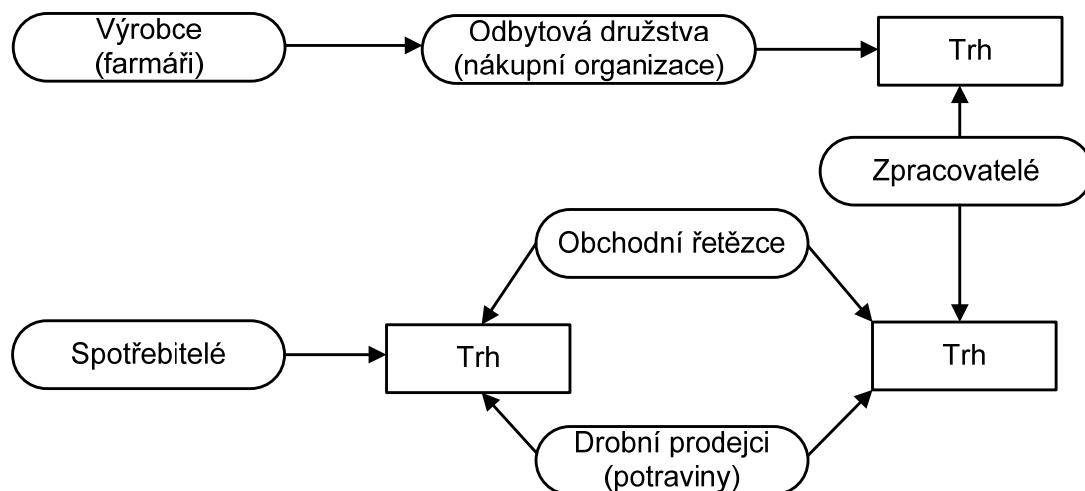 Výrobce
(farmáři)
Odbytová družstva
(nákupní organizace)
Trh
Zpracovatelé
Obchodní řetězce
Spotřebitelé
Trh
Trh
Drobní prodejci
(potraviny)